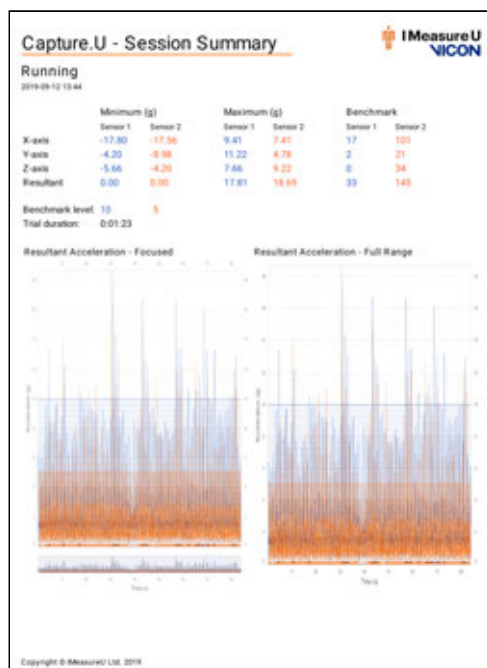 Capture.U - Session Summary
I Measure U
VICON
Running
2019-09-12 13:44
Minimum (g) Maximum (g) Benchmark
Sensor 1 Sensor 2 Sensor 1 Sensor 2 Sensor 1 Sensor 2
X-axis -17.80 -17.56 9.41 7.41 17 101
Y-axis -4.20 -8.98 11.22 4.78 2 21
Z-axis -5.66 -4.20 7.66 9.22 0 34
Resultant 0.00 0.00 17.81 18.69 33 145
Benchmark level: 10 5
Trial duration: 0:01:23
Resultant Acceleration - Focused Resultant Acceleration - Full Range
Acceleration (g) Acceleration (g)
Time (s) Time (s)
Copyright © IMeasureU Ltd. 2019